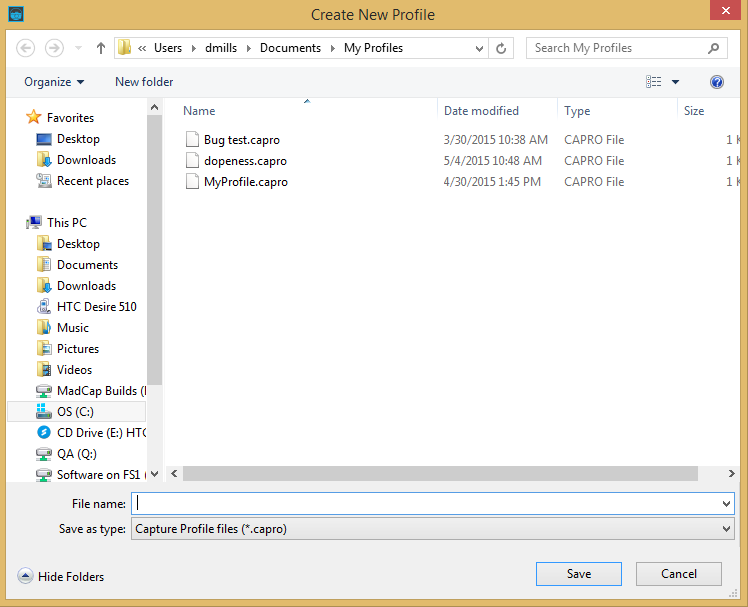 Create New Profile
« Users Documents My Profiles dmills
Search My Profiles
Organize New folder
Name Date modified Type Size
Bug test.capro 3/30/2015 10:38 AM CAPRO File 1
dopeness.capro 5/4/2015 10:48 AM CAPRO File 1
MyProfile.capro 4/30/2015 1:45 PM CAPRO File 1
Favorites
Desktop
Downloads
Recent places
This PC
Desktop
Documents
Downloads
HTC Desire 510
Music
Pictures
Videos
MadCap Builds (
OS (C:)
CD Drive (E:) HTC
QA (Q:)
Software on FS1
File name:
Save as type: Capture Profile files (*.capro)
Hide Folders
Save Cancel